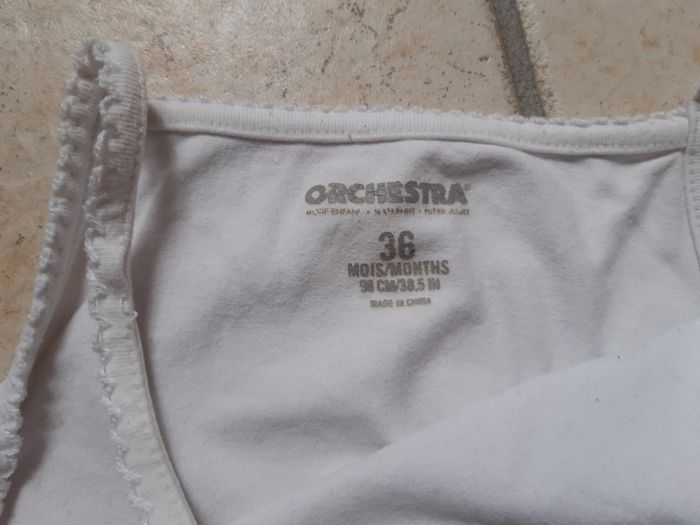 ORCHESTRA®
36
MOIS/MONTHS
98 CM/38.5 IN
MADE IN CHINA